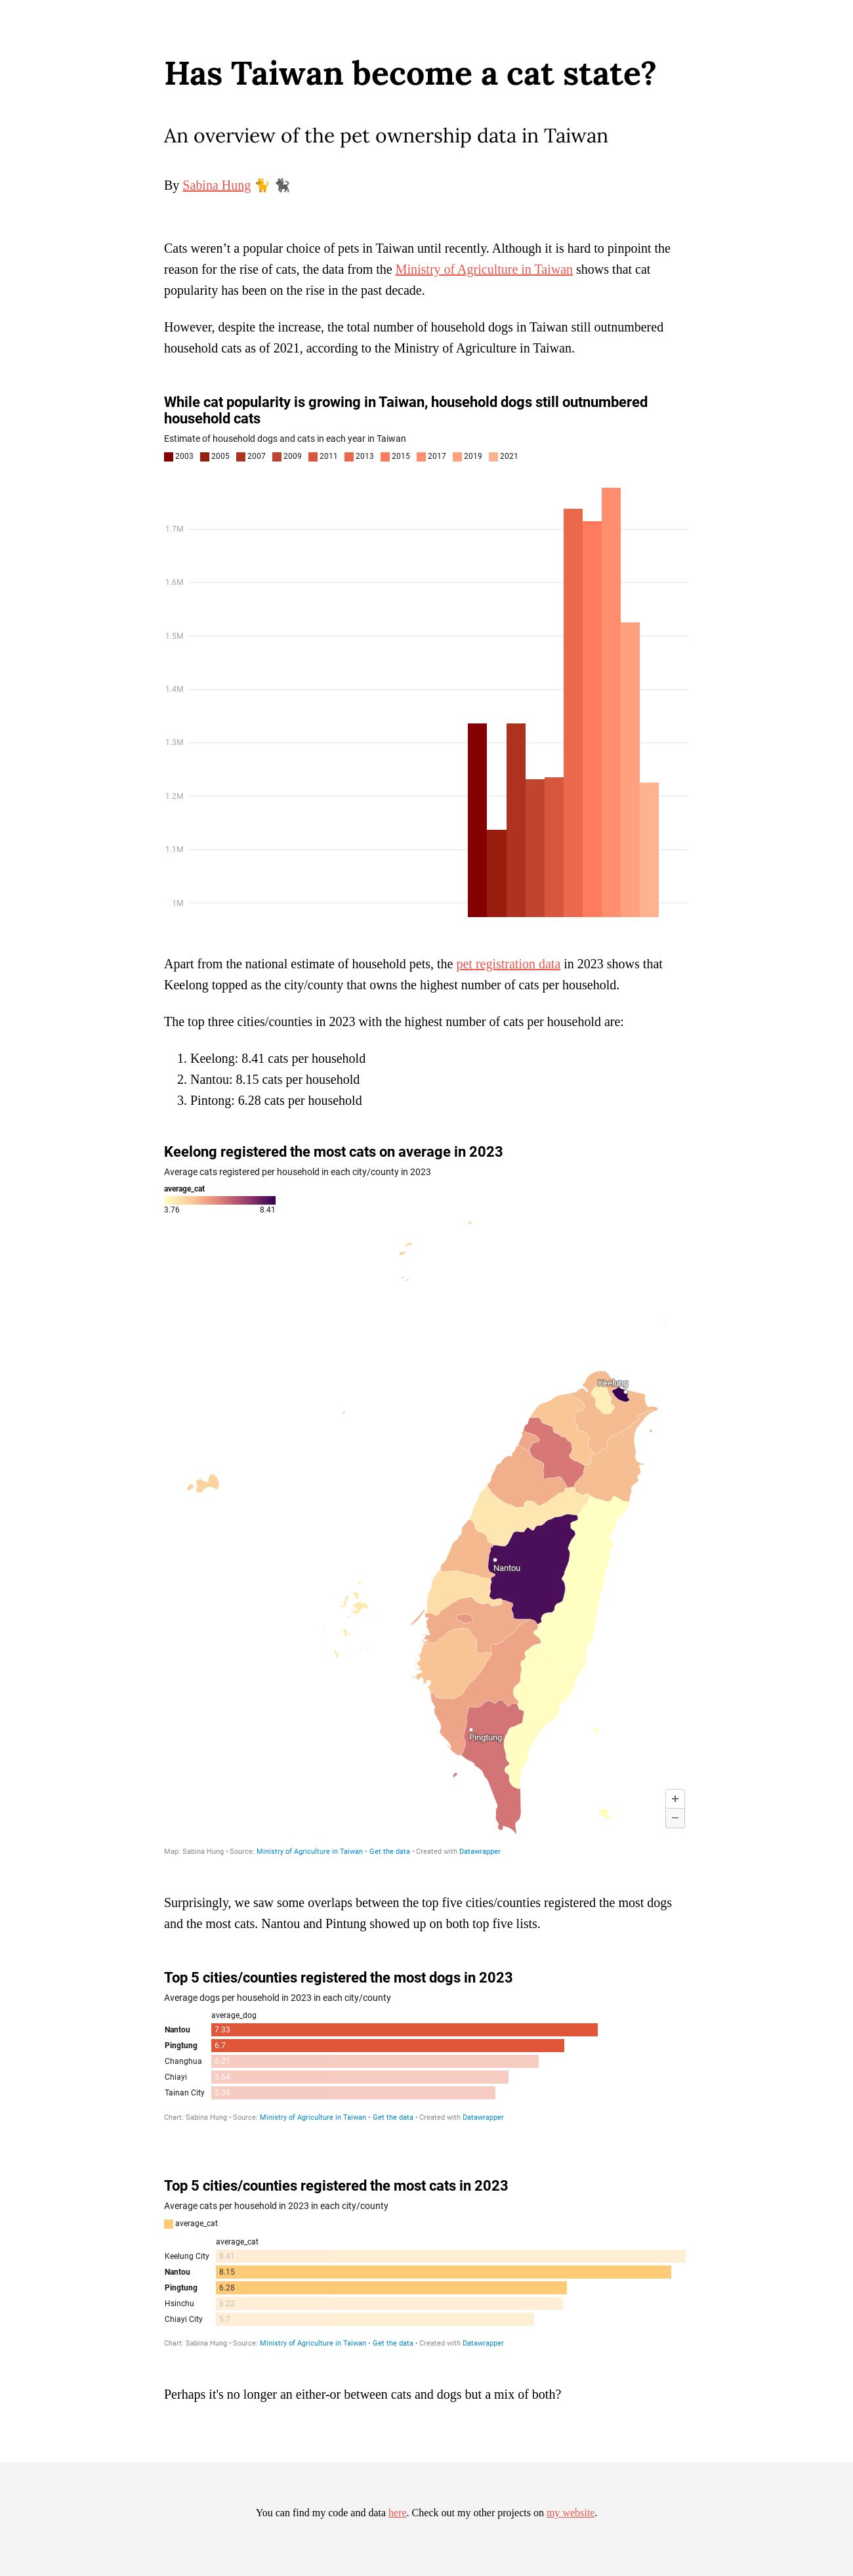 Has Taiwan become a cat state?
An overview of the pet ownership data in Taiwan
By Sabina Hung 🐈 🐈‍⬛
Cats weren’t a popular choice of pets in Taiwan until recently. Although it is hard to pinpoint the
reason for the rise of cats, the data from the Ministry of Agriculture in Taiwan shows that cat
popularity has been on the rise in the past decade.
However, despite the increase, the total number of household dogs in Taiwan still outnumbered
household cats as of 2021, according to the Ministry of Agriculture in Taiwan.
While cat popularity is growing in Taiwan, household dogs still outnumbered
household cats
Estimate of household dogs and cats in each year in Taiwan
2003 2005 2007 2009 2011 2013 2015 2017 2019 2021
1.7M
1.6M
1.5M
1.4M
1.3M
1.2M
1.1M
1M
Apart from the national estimate of household pets, the pet registration data in 2023 shows that
Keelong topped as the city/county that owns the highest number of cats per household.
The top three cities/counties in 2023 with the highest number of cats per household are:
1. Keelong: 8.41 cats per household
2. Nantou: 8.15 cats per household
3. Pintong: 6.28 cats per household
Keelong registered the most cats on average in 2023
Average cats registered per household in each city/county in 2023
average_cat
3.76 8.41
Keelung
Nantou
Pingtung
+
−
Map: Sabina Hung • Source: Ministry of Agriculture in Taiwan • Get the data • Created with Datawrapper
Surprisingly, we saw some overlaps between the top five cities/counties registered the most dogs
and the most cats. Nantou and Pintung showed up on both top five lists.
Top 5 cities/counties registered the most dogs in 2023
Average dogs per household in 2023 in each city/county
average_dog
Nantou 7.33
Pingtung 6.7
Changhua 6.21
Chiayi 5.64
Tainan City 5.39
Chart: Sabina Hung • Source: Ministry of Agriculture in Taiwan • Get the data • Created with Datawrapper
Top 5 cities/counties registered the most cats in 2023
Average cats per household in 2023 in each city/county
average_cat
average_cat
Keelung City 8.41
Nantou 8.15
Pingtung 6.28
Hsinchu 6.22
Chiayi City 5.7
Chart: Sabina Hung • Source: Ministry of Agriculture in Taiwan • Get the data • Created with Datawrapper
Perhaps it's no longer an either-or between cats and dogs but a mix of both?
You can find my code and data here. Check out my other projects on my website.